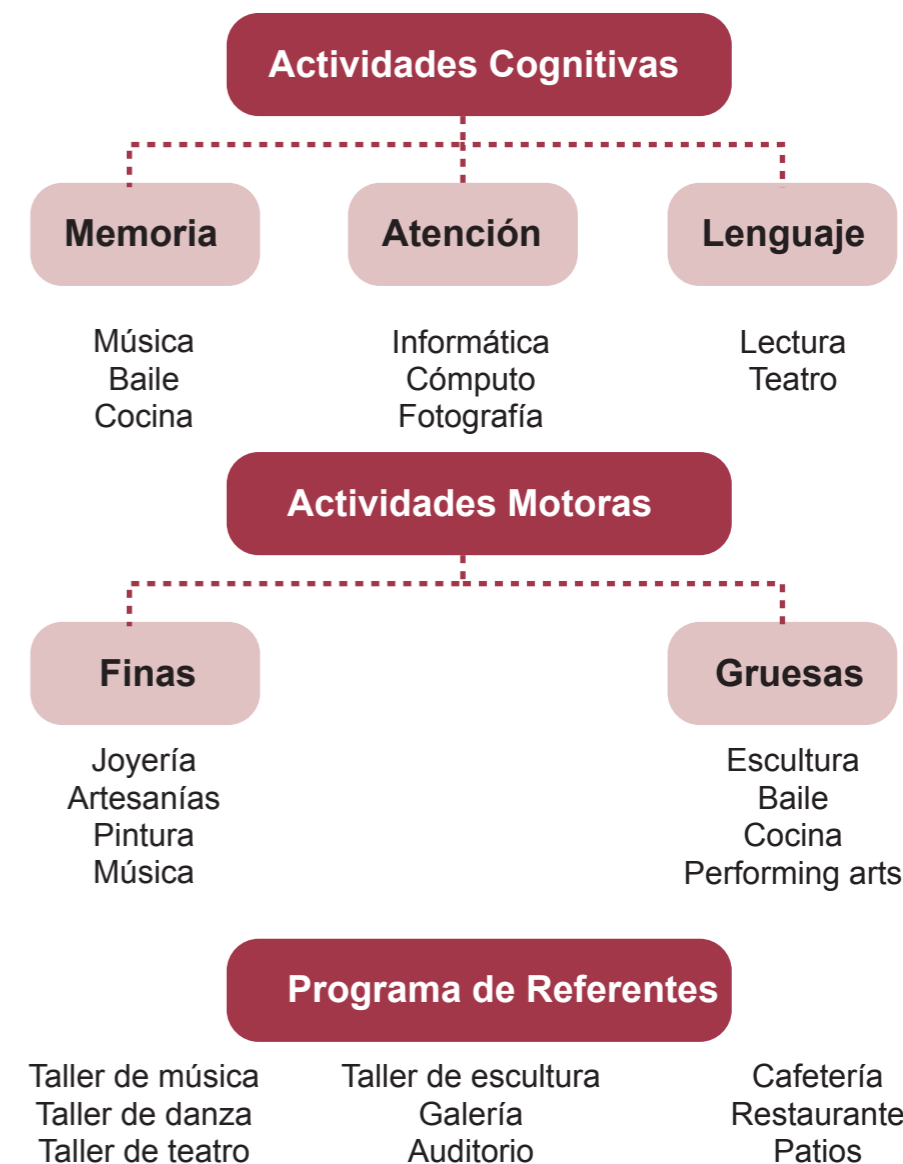 Actividades Cognitivas
Memoria
Atención
Lenguaje
Música
Baile
Cocina
Informática
Cómputo
Fotografía
Lectura
Teatro
Actividades Motoras
Finas
Gruesas
Joyería
Artesanías
Pintura
Música
Escultura
Baile
Cocina
Performing arts
Programa de Referentes
Taller de música
Taller de danza
Taller de teatro
Taller de escultura
Galería
Auditorio
Cafetería
Restaurante
Patios